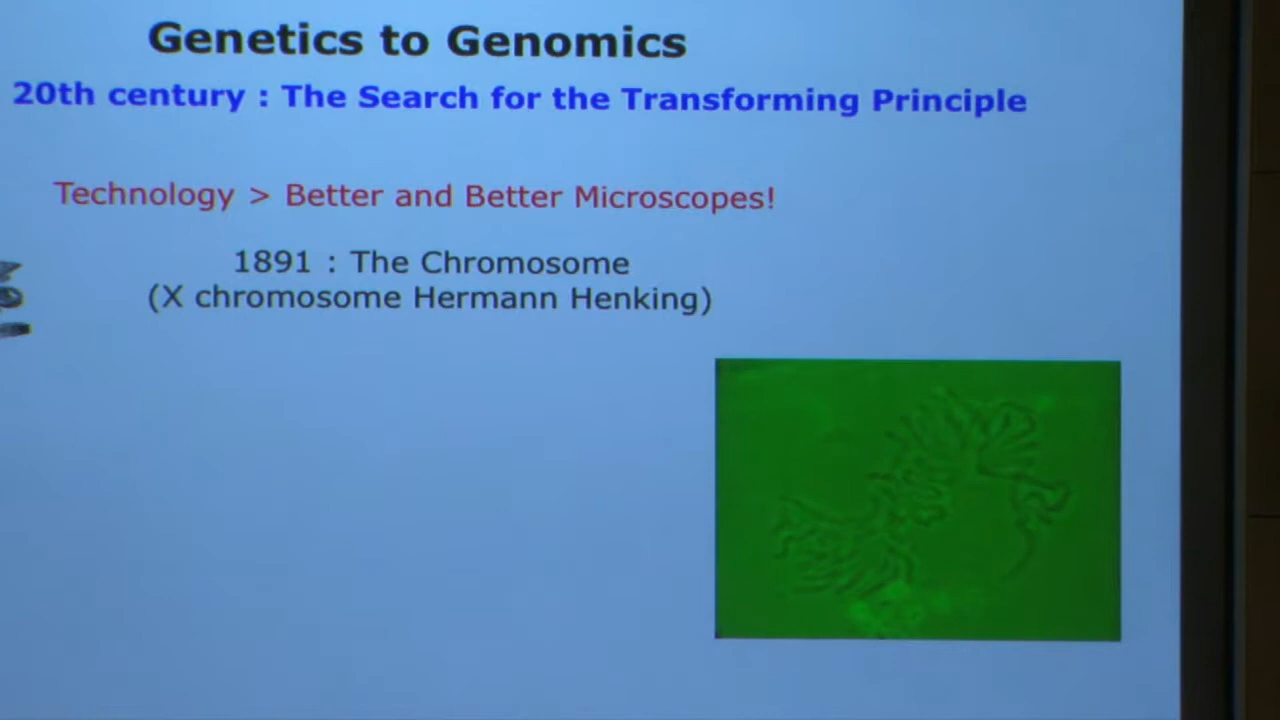 Genetics to Genomics
20th century : The Search for the Transforming Principle
Technology > Better and Better Microscopes!
1891 : The Chromosome
(X chromosome Hermann Henking)